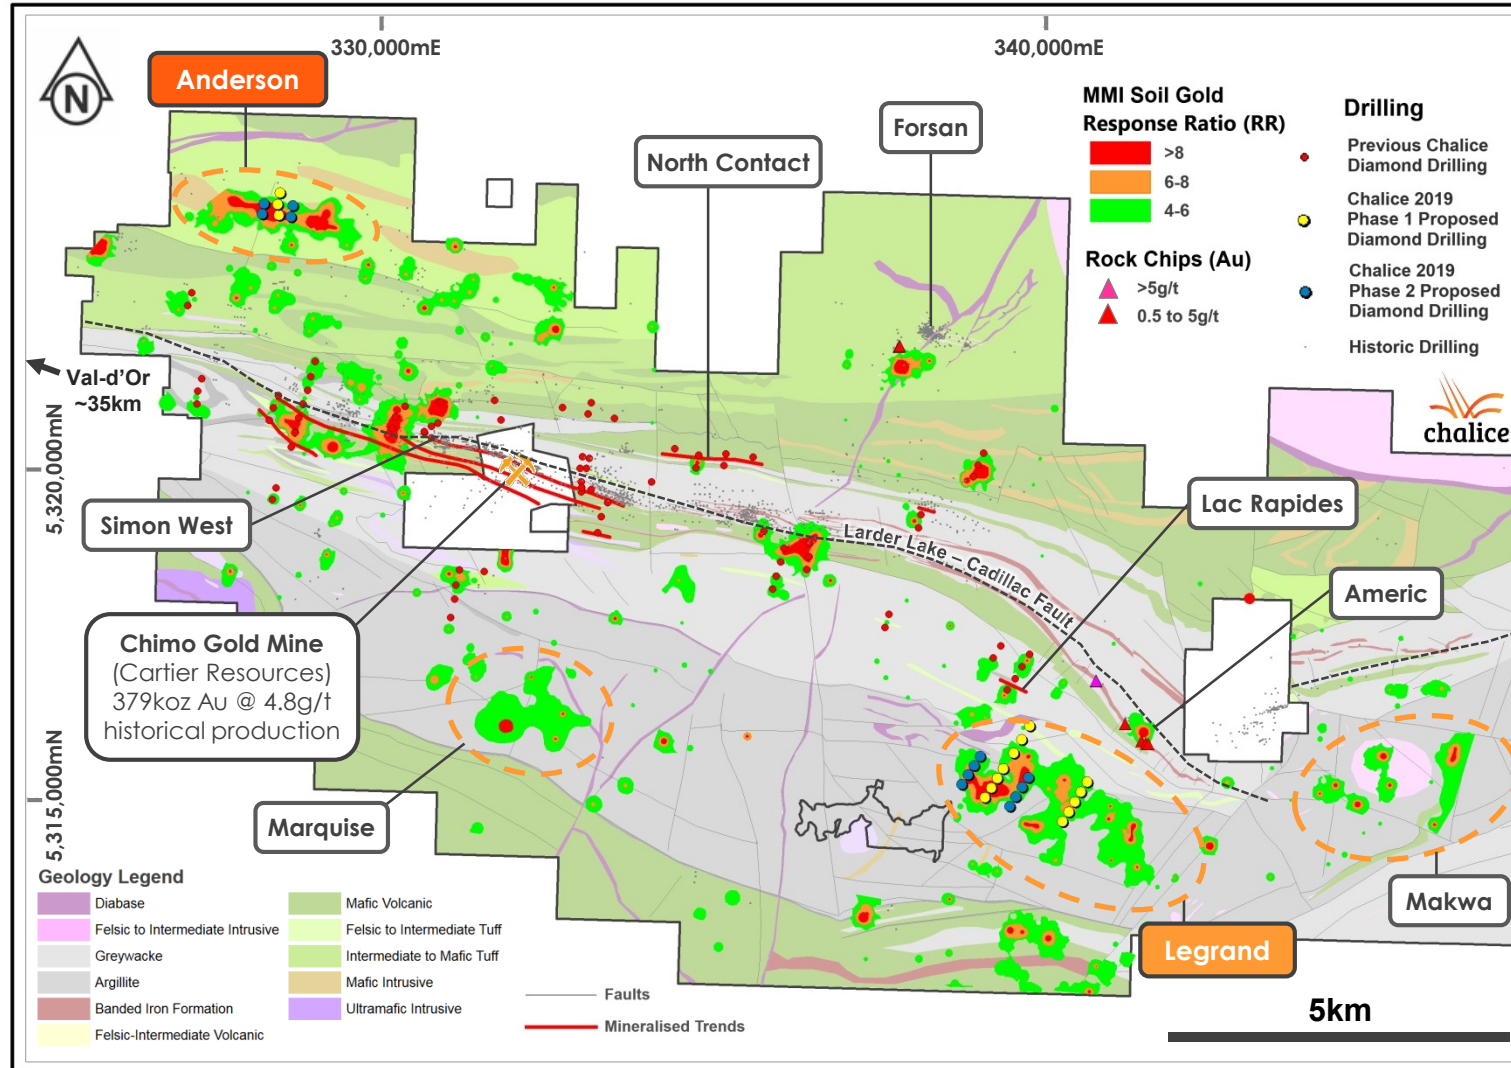 330,000mE
340,000mE
N
Anderson
North Contact
Forsan
MMI Soil Gold
Response Ratio (RR)
>8
6-8
4-6
Rock Chips (Au)
>5g/t
0.5 to 5g/t
Drilling
Previous Chalice
Diamond Drilling
Chalice 2019
Phase 1 Proposed
Diamond Drilling
Chalice 2019
Phase 2 Proposed
Diamond Drilling
Historic Drilling
chalice
Val-d'Or
~35km
5,320,000mN
Simon West
Lac Rapides
Larder Lake – Cadillac Fault
Americ
Chimo Gold Mine
(Cartier Resources)
379koz Au @ 4.8g/t
historical production
5,315,000mN
Marquise
Makwa
Legrand
Geology Legend
Diabase
Felsic to Intermediate Intrusive
Greywacke
Argillite
Banded Iron Formation
Felsic-Intermediate Volcanic
Mafic Volcanic
Felsic to Intermediate Tuff
Intermediate to Mafic Tuff
Mafic Intrusive
Ultramafic Intrusive
Faults
Mineralised Trends
5km